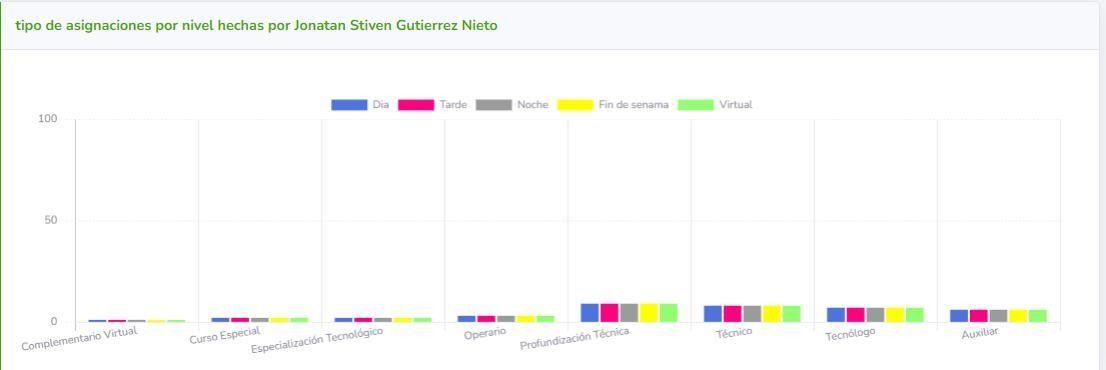 tipo de asignaciones por nivel hechas por Jonatan Stiven Gutierrez Nieto
Dia Tarde Noche Fin de senama Virtual
100
50
0
Complementario Virtual Curso Especial Especialización Tecnológico Operario Profundización Técnica Técnico Tecnólogo Auxiliar